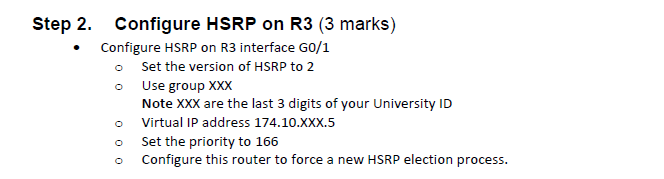 Step 2. Configure HSRP on R3 (3 marks)
• Configure HSRP on R3 interface G0/1
o Set the version of HSRP to 2
o Use group XXX
Note XXX are the last 3 digits of your University ID
o Virtual IP address 174.10.XXX.5
o Set the priority to 166
o Configure this router to force a new HSRP election process.